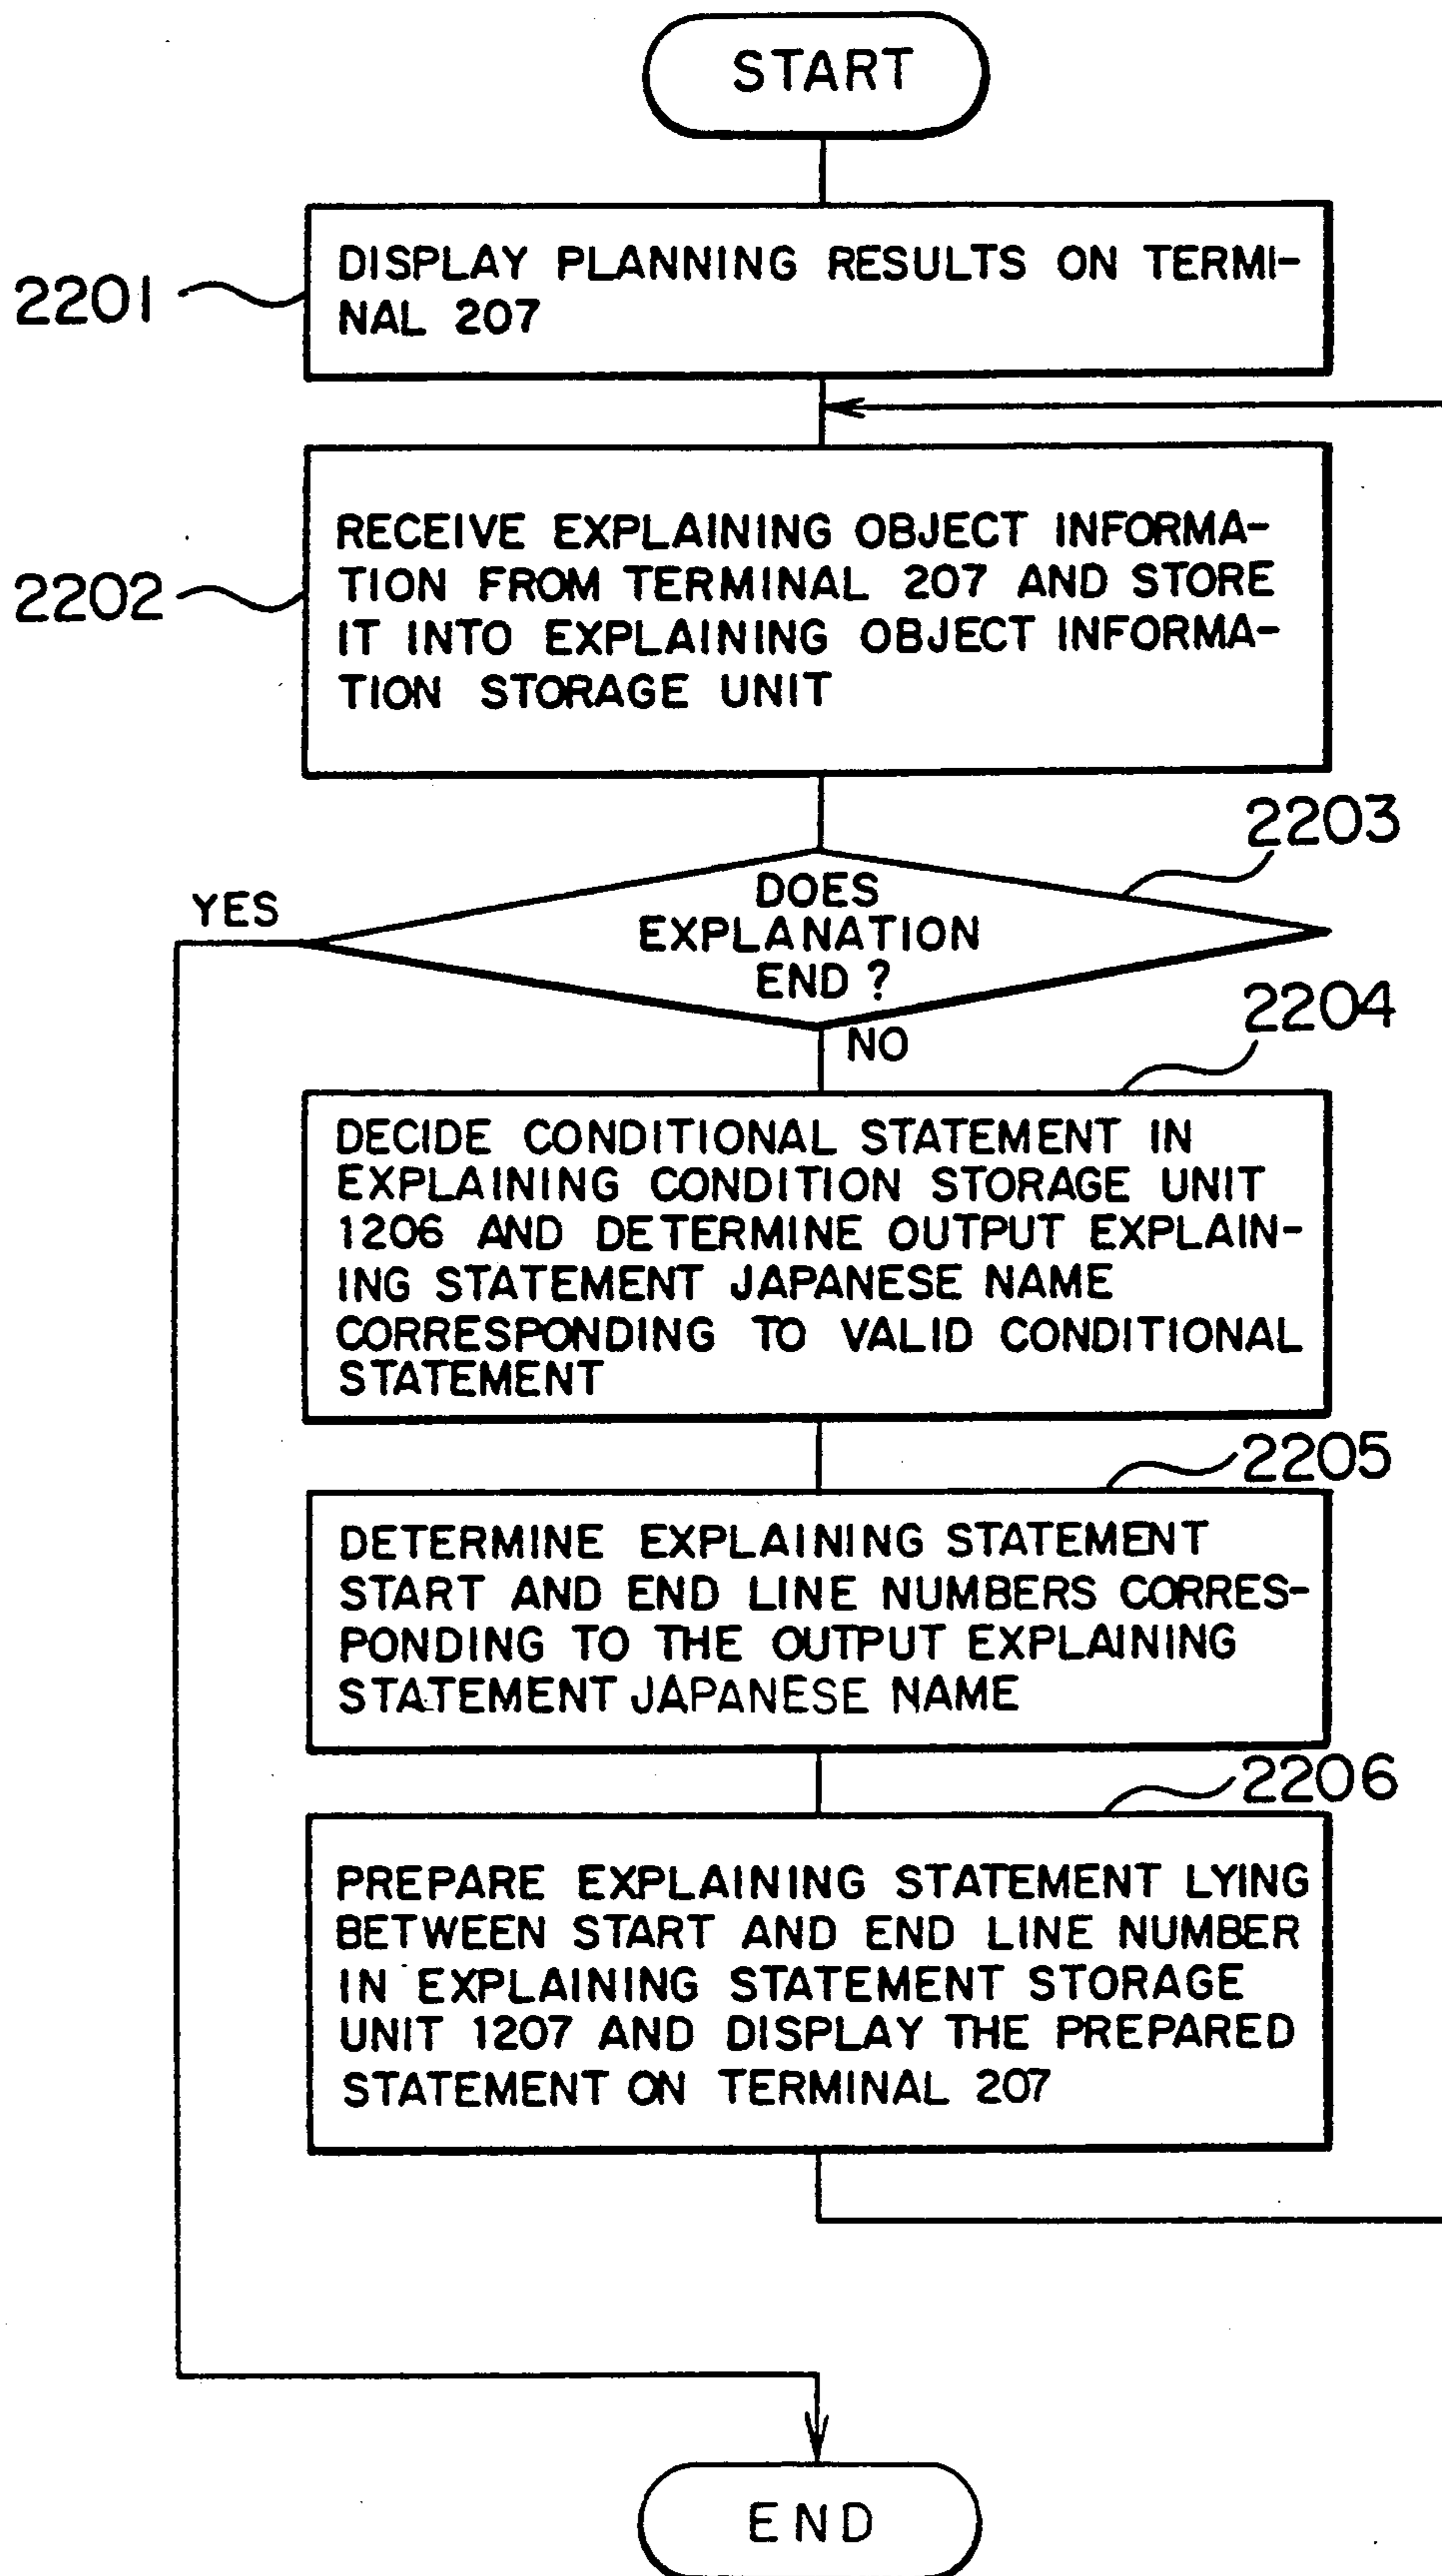 START
2201
DISPLAY PLANNING RESULTS ON TERMI-
NAL 207
2202
RECEIVE EXPLAINING OBJECT INFORMA-
TION FROM TERMINAL 207 AND STORE
IT INTO EXPLAINING OBJECT INFORMA-
TION STORAGE UNIT
2203
YES
DOES
EXPLANATION
END ?
NO
2204
DECIDE CONDITIONAL STATEMENT IN
EXPLAINING CONDITION STORAGE UNIT
1206 AND DETERMINE OUTPUT EXPLAIN-
ING STATEMENT JAPANESE NAME
CORRESPONDING TO VALID CONDITIONAL
STATEMENT
2205
DETERMINE EXPLAINING STATEMENT
START AND END LINE NUMBERS CORRES-
PONDING TO THE OUTPUT EXPLAINING
STATEMENT JAPANESE NAME
2206
PREPARE EXPLAINING STATEMENT LYING
BETWEEN START AND END LINE NUMBER
IN EXPLAINING STATEMENT STORAGE
UNIT 1207 AND DISPLAY THE PREPARED
STATEMENT ON TERMINAL 207
END